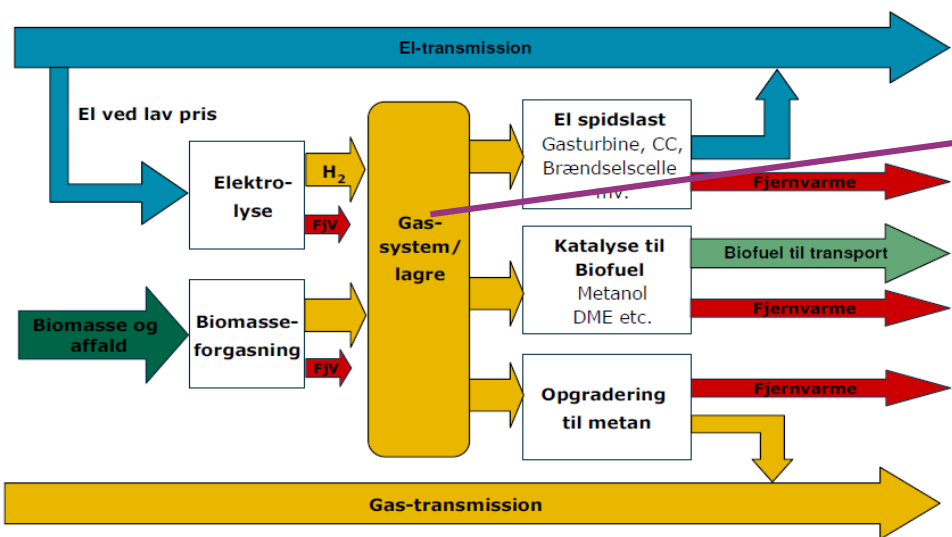 El-transmission
El ved lav pris
Elektro-
lyse
H₂
FjV
Biomasse og
affald
Biomasse-
forgasning
FjV
Gas-
system/
lagre
El spidslast
Gasturbine, CC,
Brændselscelle
mv.
Fjernvarme
Katalyse til
Biofuel
Metanol
DME etc.
Biofuel til transport
Fjernvarme
Opgradering
til metan
Fjernvarme
Gas-transmission